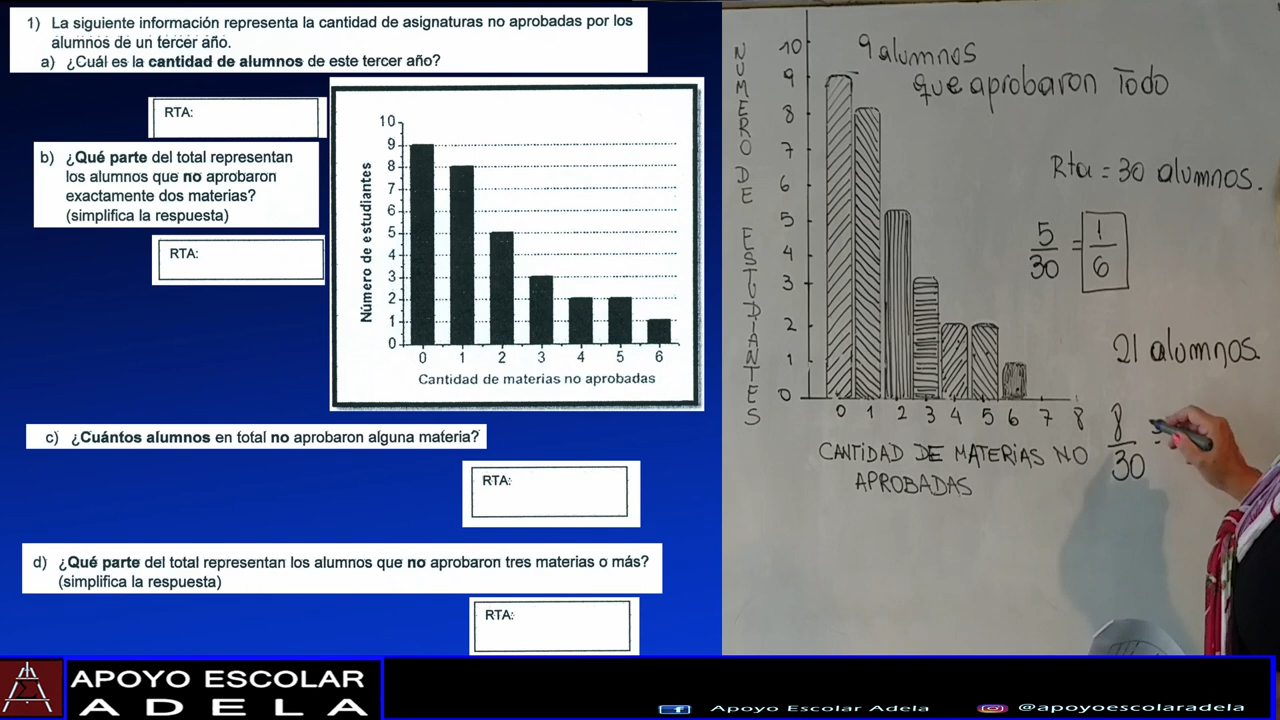 1) La siguiente información representa la cantidad de asignaturas no aprobadas por los
alumnos de un tercer año.
a) ¿Cuál es la cantidad de alumnos de este tercer año?
RTA:
b) ¿Qué parte del total representan
los alumnos que no aprobaron
exactamente dos materias?
(simplifica la respuesta)
RTA:
Número de estudiantes
10
9
8
7
6
5
4
3
2
1
0
0 1 2 3 4 5 6
Cantidad de materias no aprobadas
c) ¿Cuántos alumnos en total no aprobaron alguna materia?
RTA:
d) ¿Qué parte del total representan los alumnos que no aprobaron tres materias o más?
(simplifica la respuesta)
RTA:
NUMERO DE ESTUDIANTES
10
9
8
7
6
5
4
3
2
1
0
0 1 2 3 4 5 6 7 8
CANTIDAD DE MATERIAS NO
APROBADAS
9 alumnos
que aprobaron Todo
Rta = 30 alumnos.
5/30 = 1/6
21 alumnos.
8/30 =
APOYO ESCOLAR
ADELA
f Apoyo Escolar Adela @apoyoescolaradela